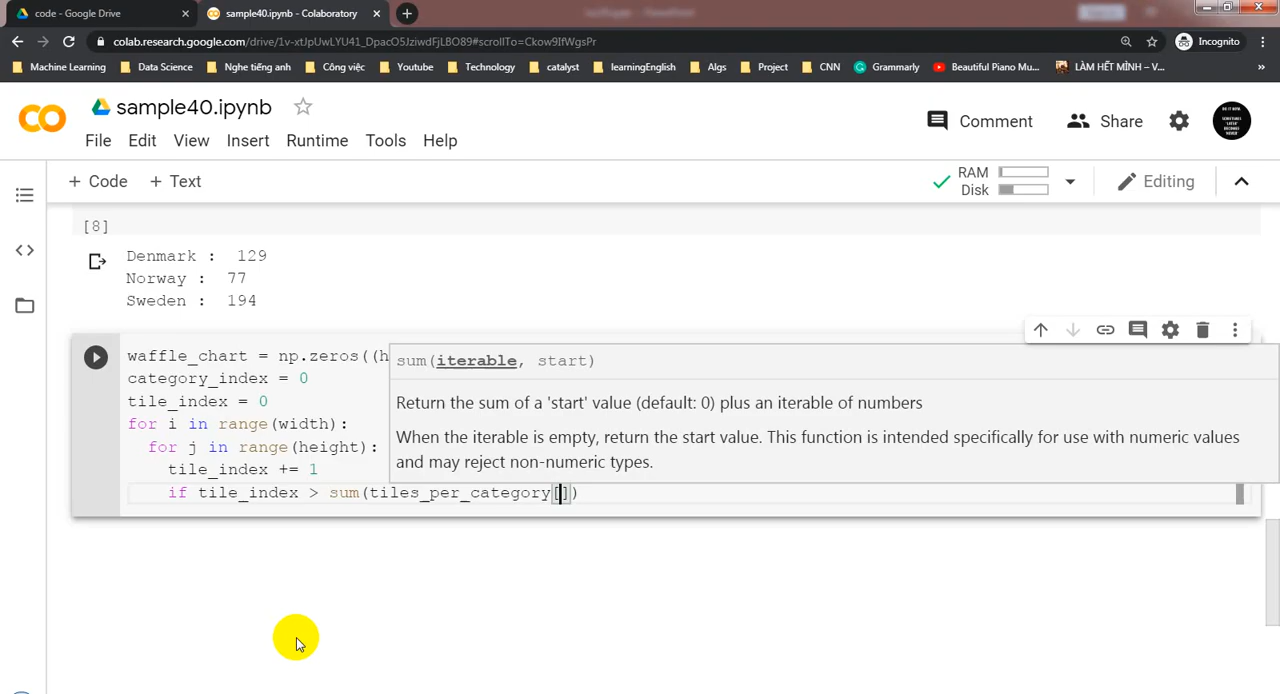 code - Google Drive
sample40.ipynb - Colaboratory
colab.research.google.com/drive/1v-xtJpUwLYU41_DpacO5JziwdFjLBO89#scrollTo=Ckow9IfWgsPr
Incognito
Machine Learning Data Science Nghe tiếng anh Công việc Youtube Technology catalyst learningEnglish Algs Project CNN Grammarly Beautiful Piano Mu... LÀM HẾT MÌNH – V... »
sample40.ipynb
Comment Share
File Edit View Insert Runtime Tools Help
+ Code + Text
RAM
Disk
Editing
[8]
Denmark : 129
Norway : 77
Sweden : 194
waffle_chart = np.zeros((h
category_index = 0
tile_index = 0
for i in range(width):
for j in range(height):
tile_index += 1
if tile_index > sum(tiles_per_category[])
sum(iterable, start)
Return the sum of a 'start' value (default: 0) plus an iterable of numbers
When the iterable is empty, return the start value. This function is intended specifically for use with numeric values
and may reject non-numeric types.